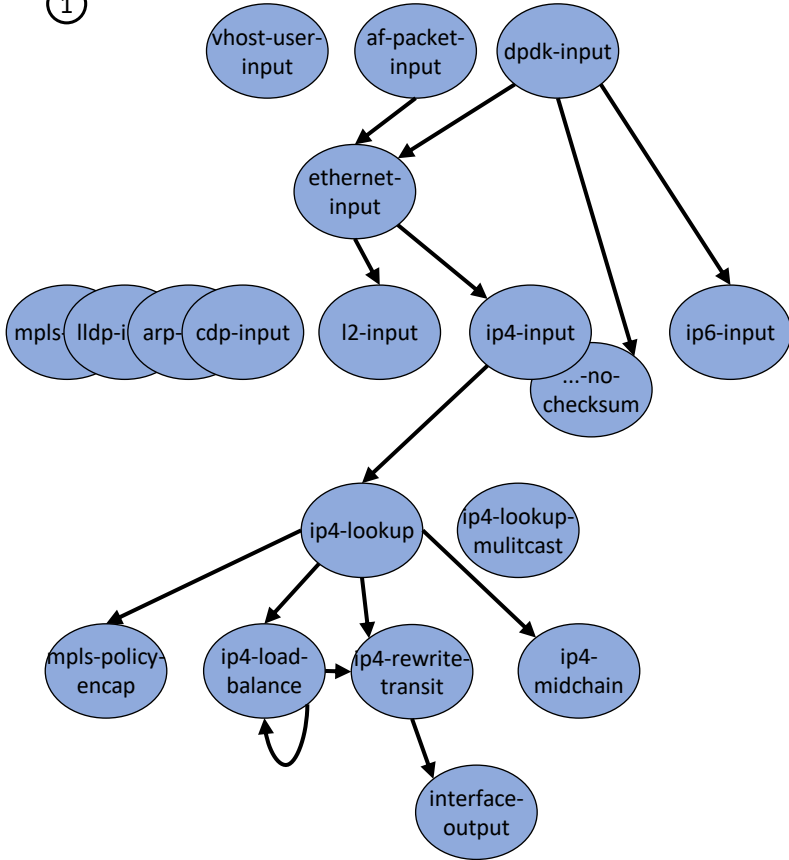 1
vhost-user-
input
af-packet-
input
dpdk-input
ethernet-
input
mpls-
lldp-i
arp-
cdp-input
l2-input
ip4-input
...-no-
checksum
ip6-input
ip4-lookup
ip4-lookup-
mulitcast
mpls-policy-
encap
ip4-load-
balance
ip4-rewrite-
transit
ip4-
midchain
interface-
output